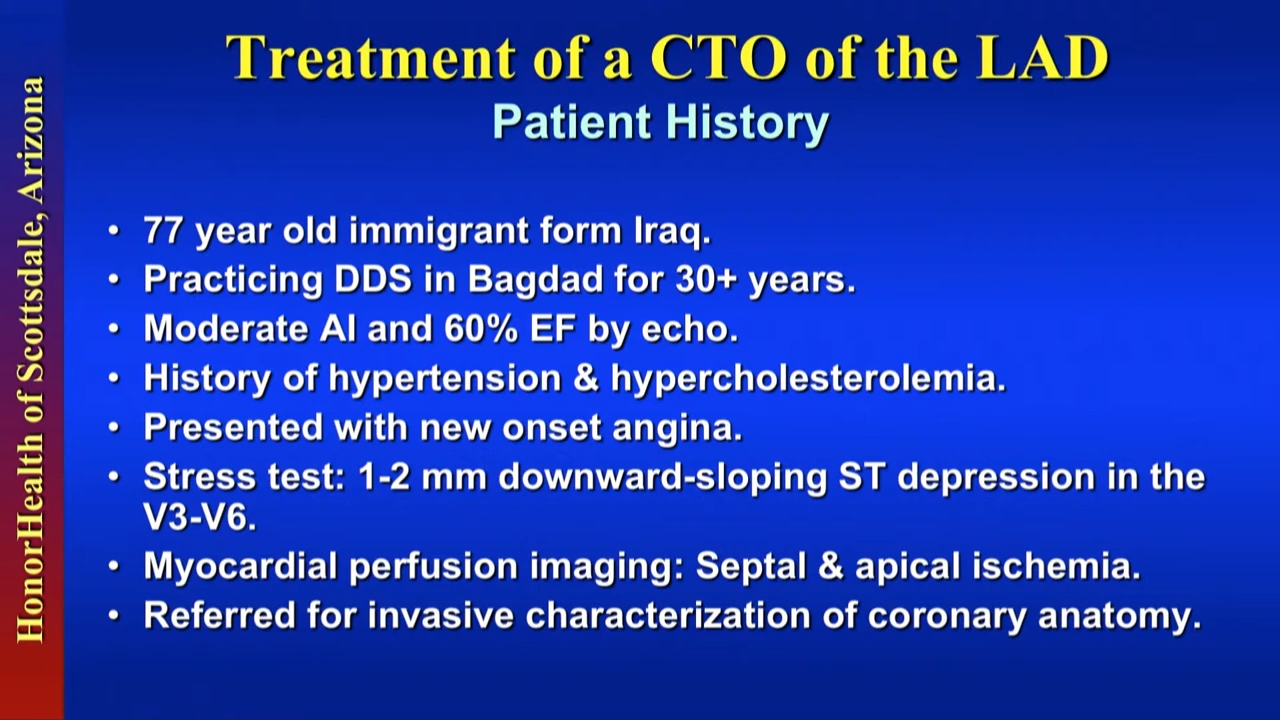 Treatment of a CTO of the LAD
Patient History
• 77 year old immigrant form Iraq.
• Practicing DDS in Bagdad for 30+ years.
• Moderate AI and 60% EF by echo.
• History of hypertension & hypercholesterolemia.
• Presented with new onset angina.
• Stress test: 1-2 mm downward-sloping ST depression in the
V3-V6.
• Myocardial perfusion imaging: Septal & apical ischemia.
• Referred for invasive characterization of coronary anatomy.
HonorHealth of Scottsdale, Arizona